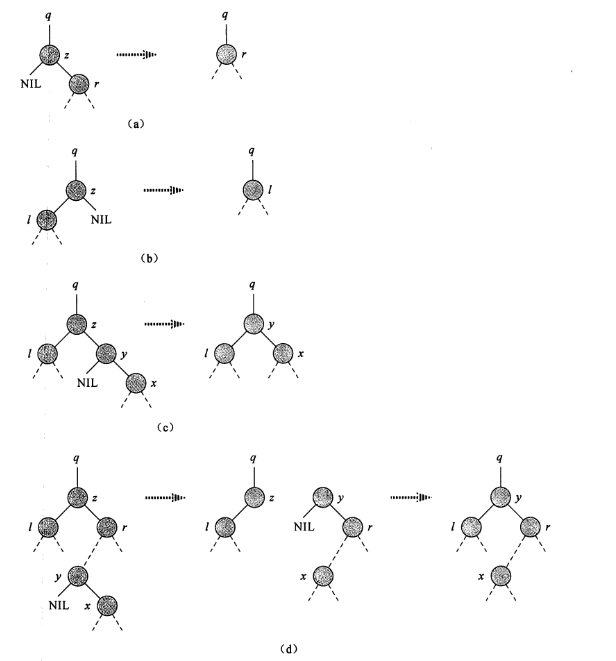 q q
z r
NIL r
(a)
q q
z l
l NIL
(b)
q q
z y
l y l x
NIL x
(c)
q q q
z z y y
l r l NIL r l r
y x x
NIL x
(d)